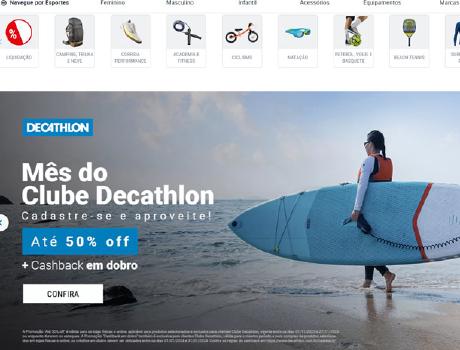 Navegue por Esportes
Feminino
Masculino
Infantil
Acessórios
Equipamentos
Marcas
LIQUIDAÇÃO
CAMPING, TRILHA
E NEVE
CORRIDA
PERFORMANCE
ACADEMIA E
FITNESS
CICLISMO
NATAÇÃO
FUTEBOL, VÔLEI E
BASQUETE
BEACH TENNIS
DECATHLON
Mês do
Clube Decathlon
Cadastre-se e aproveite!
Até 50% off
+ Cashback em dobro
CONFIRA